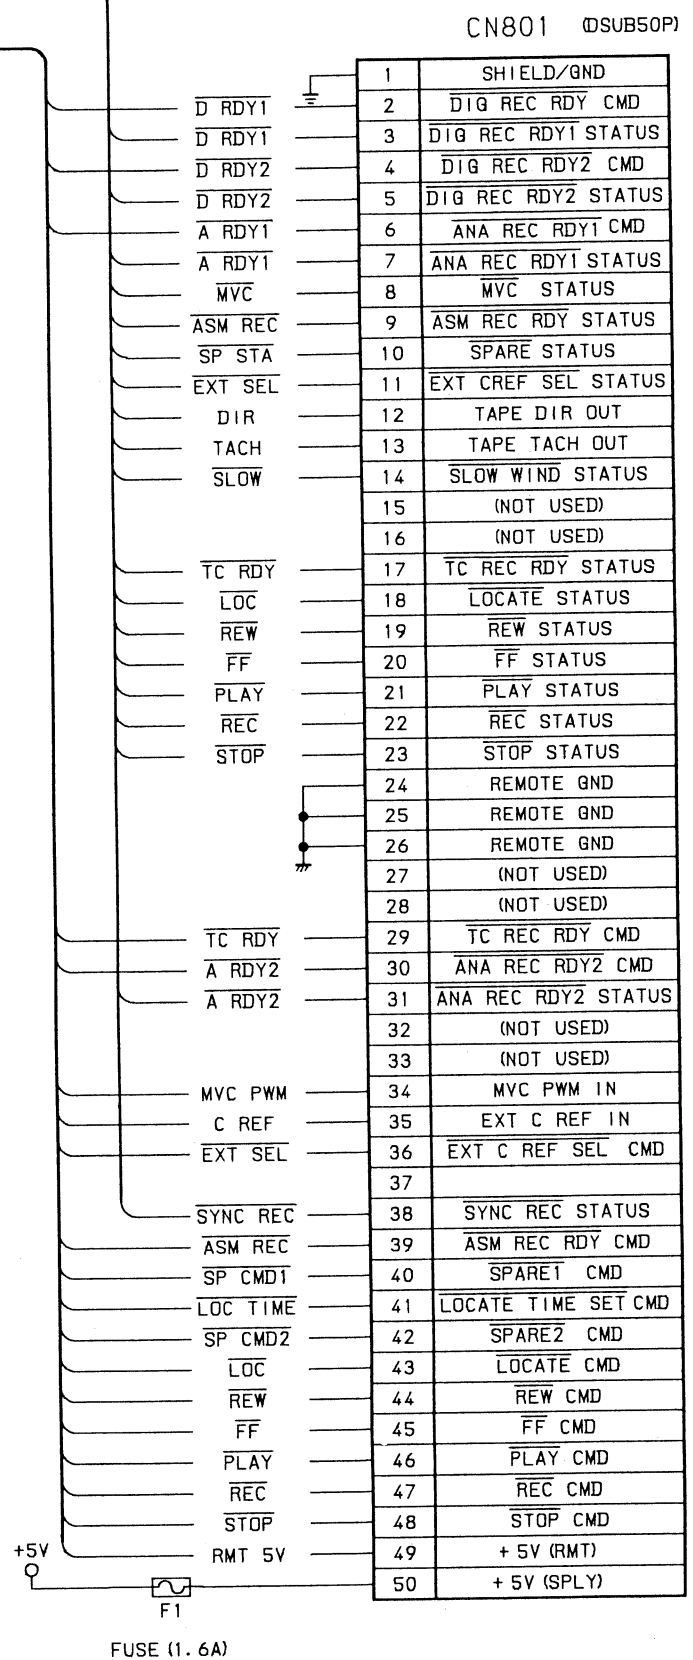 CN801 (DSUB50P)
1 SHIELD/GND
D RDY1 2 DIG REC RDY CMD
D RDY1 3 DIG REC RDY1 STATUS
D RDY2 4 DIG REC RDY2 CMD
D RDY2 5 DIG REC RDY2 STATUS
A RDY1 6 ANA REC RDY1 CMD
A RDY1 7 ANA REC RDY1 STATUS
MVC 8 MVC STATUS
ASM REC 9 ASM REC RDY STATUS
SP STA 10 SPARE STATUS
EXT SEL 11 EXT CREF SEL STATUS
DIR 12 TAPE DIR OUT
TACH 13 TAPE TACH OUT
SLOW 14 SLOW WIND STATUS
15 (NOT USED)
16 (NOT USED)
TC RDY 17 TC REC RDY STATUS
LOC 18 LOCATE STATUS
REW 19 REW STATUS
FF 20 FF STATUS
PLAY 21 PLAY STATUS
REC 22 REC STATUS
STOP 23 STOP STATUS
24 REMOTE GND
25 REMOTE GND
26 REMOTE GND
27 (NOT USED)
28 (NOT USED)
TC RDY 29 TC REC RDY CMD
A RDY2 30 ANA REC RDY2 CMD
A RDY2 31 ANA REC RDY2 STATUS
32 (NOT USED)
33 (NOT USED)
MVC PWM 34 MVC PWM IN
C REF 35 EXT C REF IN
EXT SEL 36 EXT C REF SEL CMD
37
SYNC REC 38 SYNC REC STATUS
ASM REC 39 ASM REC RDY CMD
SP CMD1 40 SPARE1 CMD
LOC TIME 41 LOCATE TIME SET CMD
SP CMD2 42 SPARE2 CMD
LOC 43 LOCATE CMD
REW 44 REW CMD
FF 45 FF CMD
PLAY 46 PLAY CMD
REC 47 REC CMD
STOP 48 STOP CMD
+5V RMT 5V 49 +5V (RMT)
50 +5V (SPLY)
F1
FUSE (1.6A)